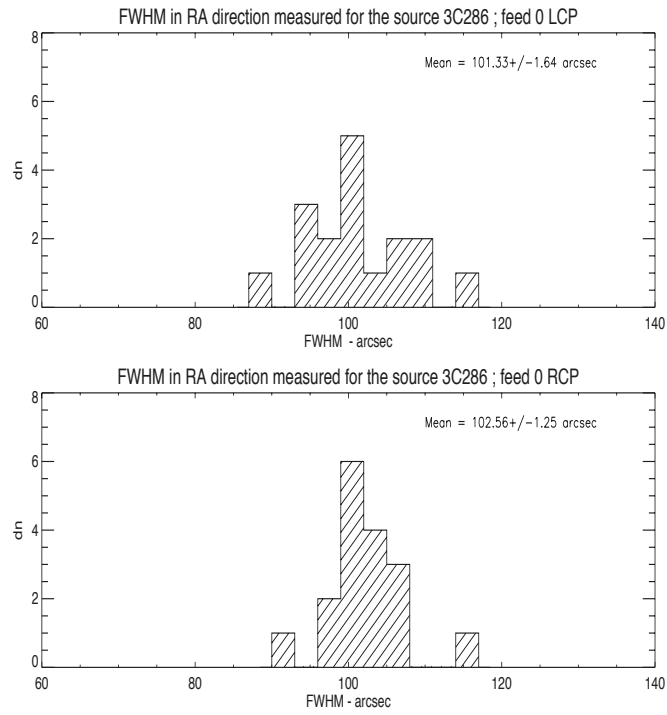 FWHM in RA direction measured for the source 3C286 ; feed 0 LCP
8
Mean = 101.33+/-1.64 arcsec
6
dn
4
2
0
60 80 100 120 140
FWHM - arcsec
FWHM in RA direction measured for the source 3C286 ; feed 0 RCP
8
Mean = 102.56+/-1.25 arcsec
6
dn
4
2
0
60 80 100 120 140
FWHM - arcsec